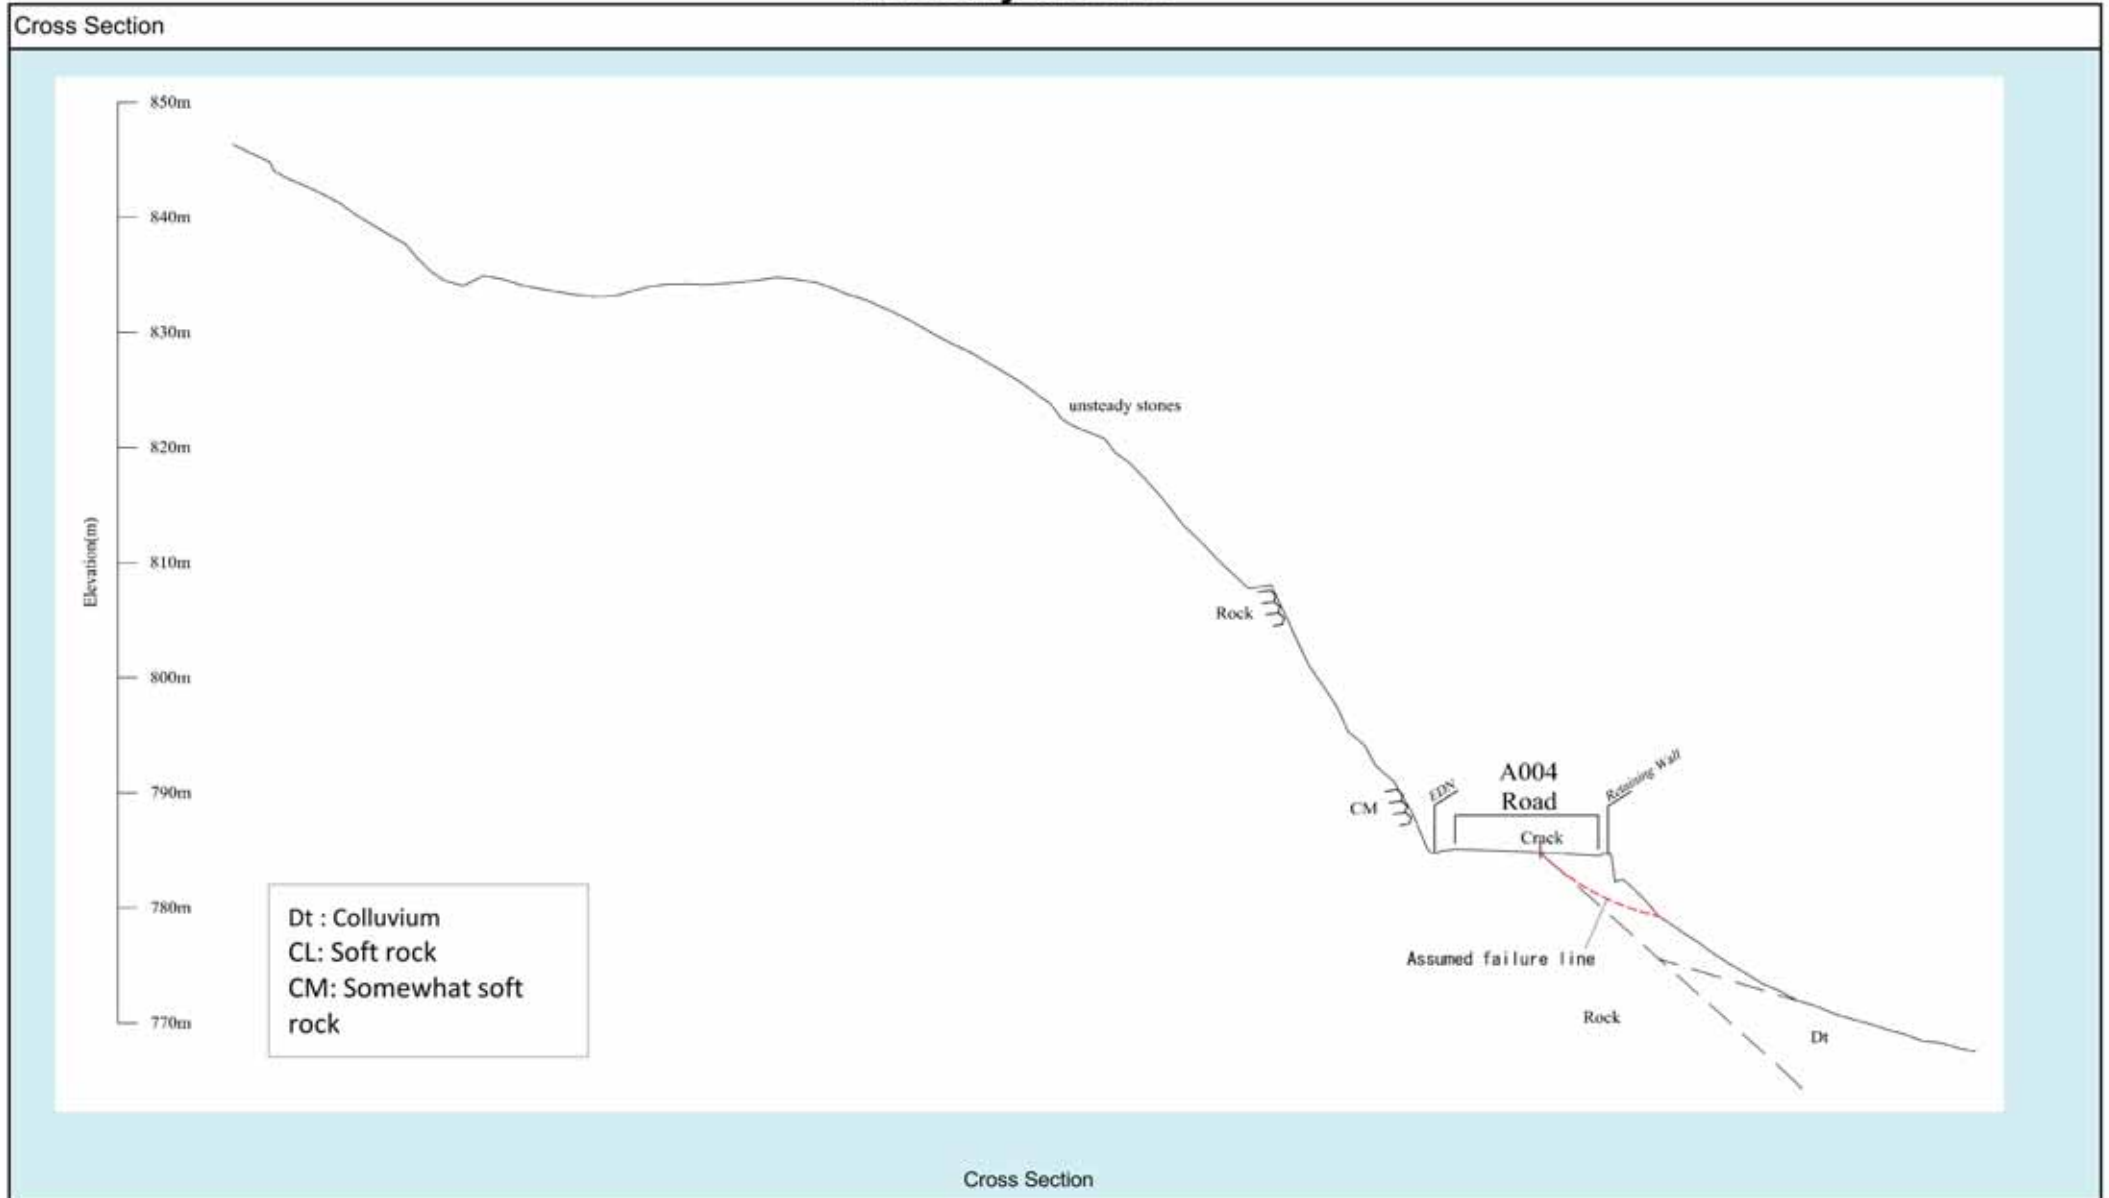 Cross Section
850m
840m
830m
820m
810m
800m
790m
780m
770m
Elevation(m)
unsteady stones
Rock
CM
EDN
A004
Road
Retaining Wall
Crack
Assumed failure line
Rock
Dt
Dt : Colluvium
CL: Soft rock
CM: Somewhat soft
rock
Cross Section